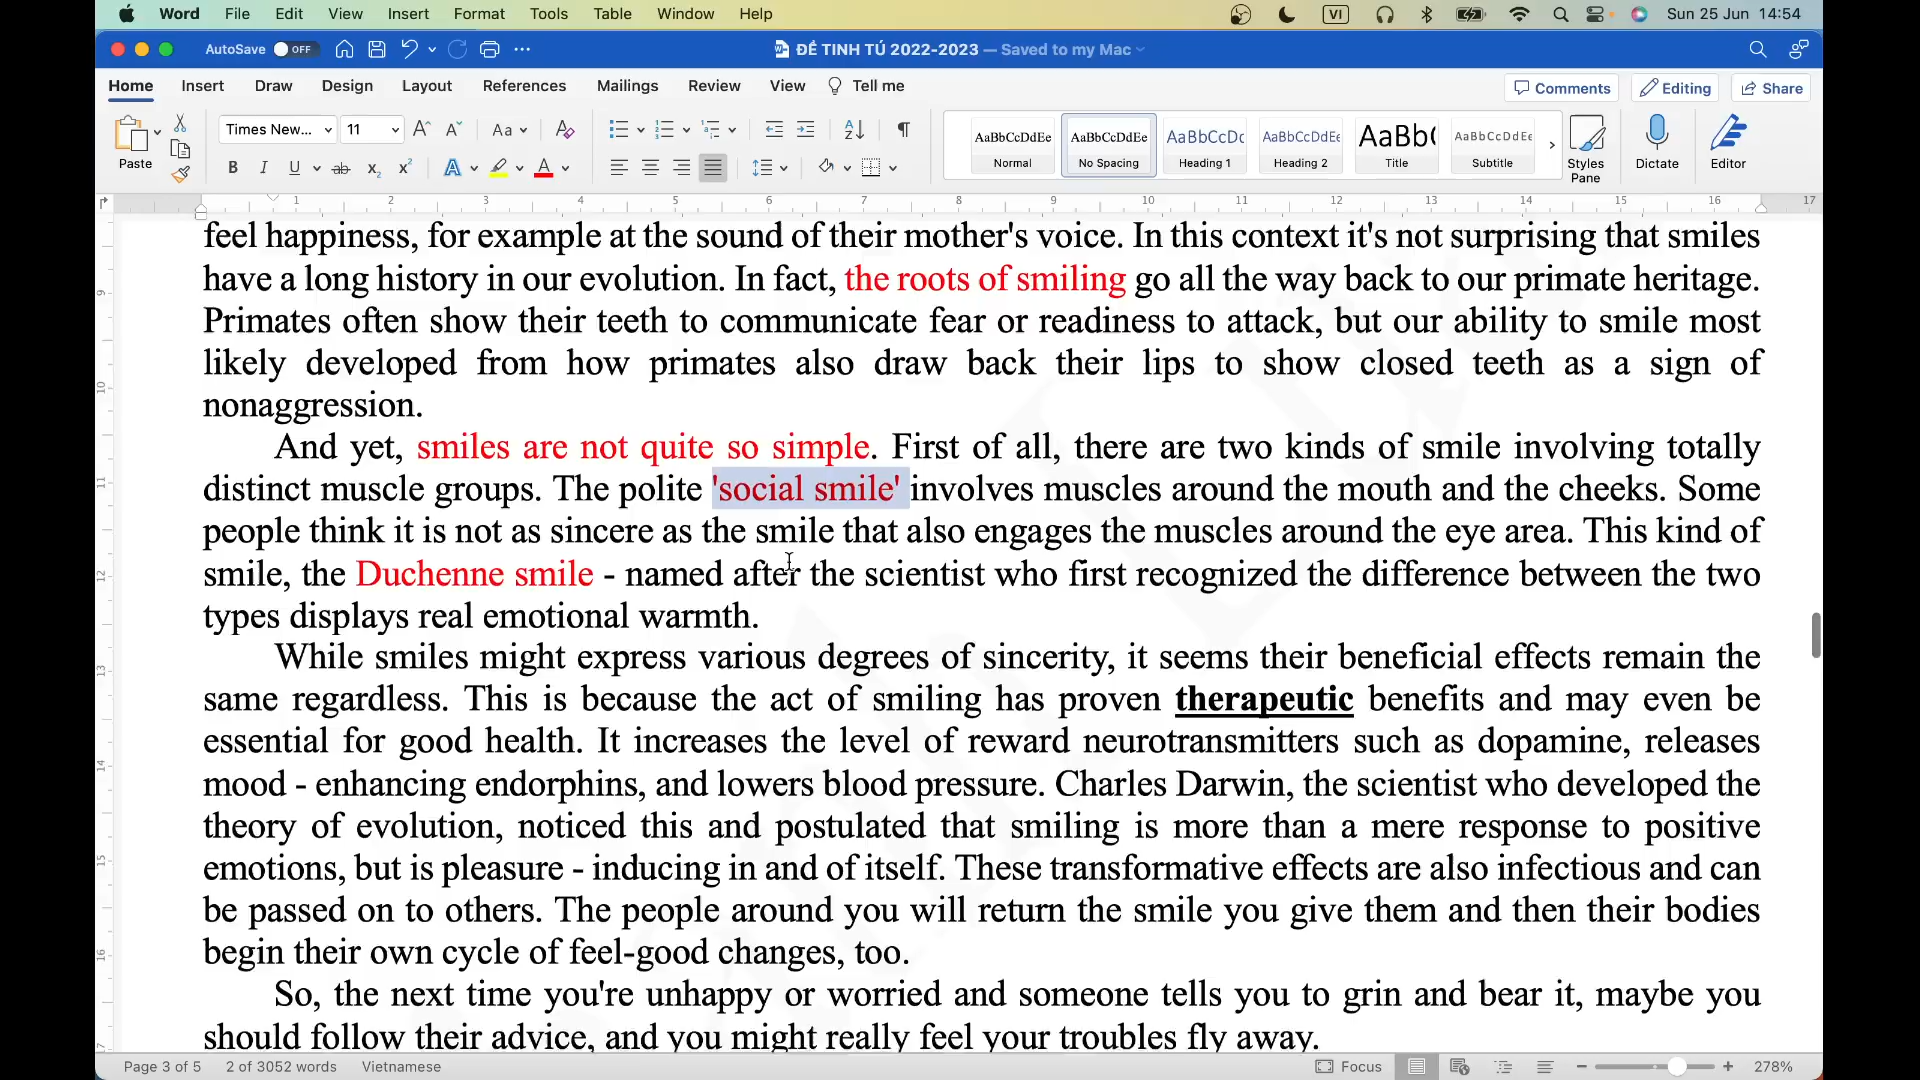 Word File Edit View Insert Format Tools Table Window Help VI Sun 25 Jun 14:54
AutoSave OFF ĐỀ TINH TÚ 2022-2023 — Saved to my Mac
Home Insert Draw Design Layout References Mailings Review View Tell me Comments Editing Share
Paste Times New... 11 Aa
AaBbCcDdEe AaBbCcDdEe AaBbCcDc AaBbCcDdEe AaBb( AaBbCcDdEe
Normal No Spacing Heading 1 Heading 2 Title Subtitle Styles Pane Dictate Editor
1 2 3 4 5 6 7 8 9 10 11 12 13 14 15 16 17
feel happiness, for example at the sound of their mother's voice. In this context it's not surprising that smiles
have a long history in our evolution. In fact, the roots of smiling go all the way back to our primate heritage.
Primates often show their teeth to communicate fear or readiness to attack, but our ability to smile most
likely developed from how primates also draw back their lips to show closed teeth as a sign of
nonaggression.
And yet, smiles are not quite so simple. First of all, there are two kinds of smile involving totally
distinct muscle groups. The polite 'social smile' involves muscles around the mouth and the cheeks. Some
people think it is not as sincere as the smile that also engages the muscles around the eye area. This kind of
smile, the Duchenne smile - named after the scientist who first recognized the difference between the two
types displays real emotional warmth.
While smiles might express various degrees of sincerity, it seems their beneficial effects remain the
same regardless. This is because the act of smiling has proven therapeutic benefits and may even be
essential for good health. It increases the level of reward neurotransmitters such as dopamine, releases
mood - enhancing endorphins, and lowers blood pressure. Charles Darwin, the scientist who developed the
theory of evolution, noticed this and postulated that smiling is more than a mere response to positive
emotions, but is pleasure - inducing in and of itself. These transformative effects are also infectious and can
be passed on to others. The people around you will return the smile you give them and then their bodies
begin their own cycle of feel-good changes, too.
So, the next time you're unhappy or worried and someone tells you to grin and bear it, maybe you
should follow their advice, and you might really feel your troubles fly away.
Page 3 of 5 2 of 3052 words Vietnamese Focus 278%